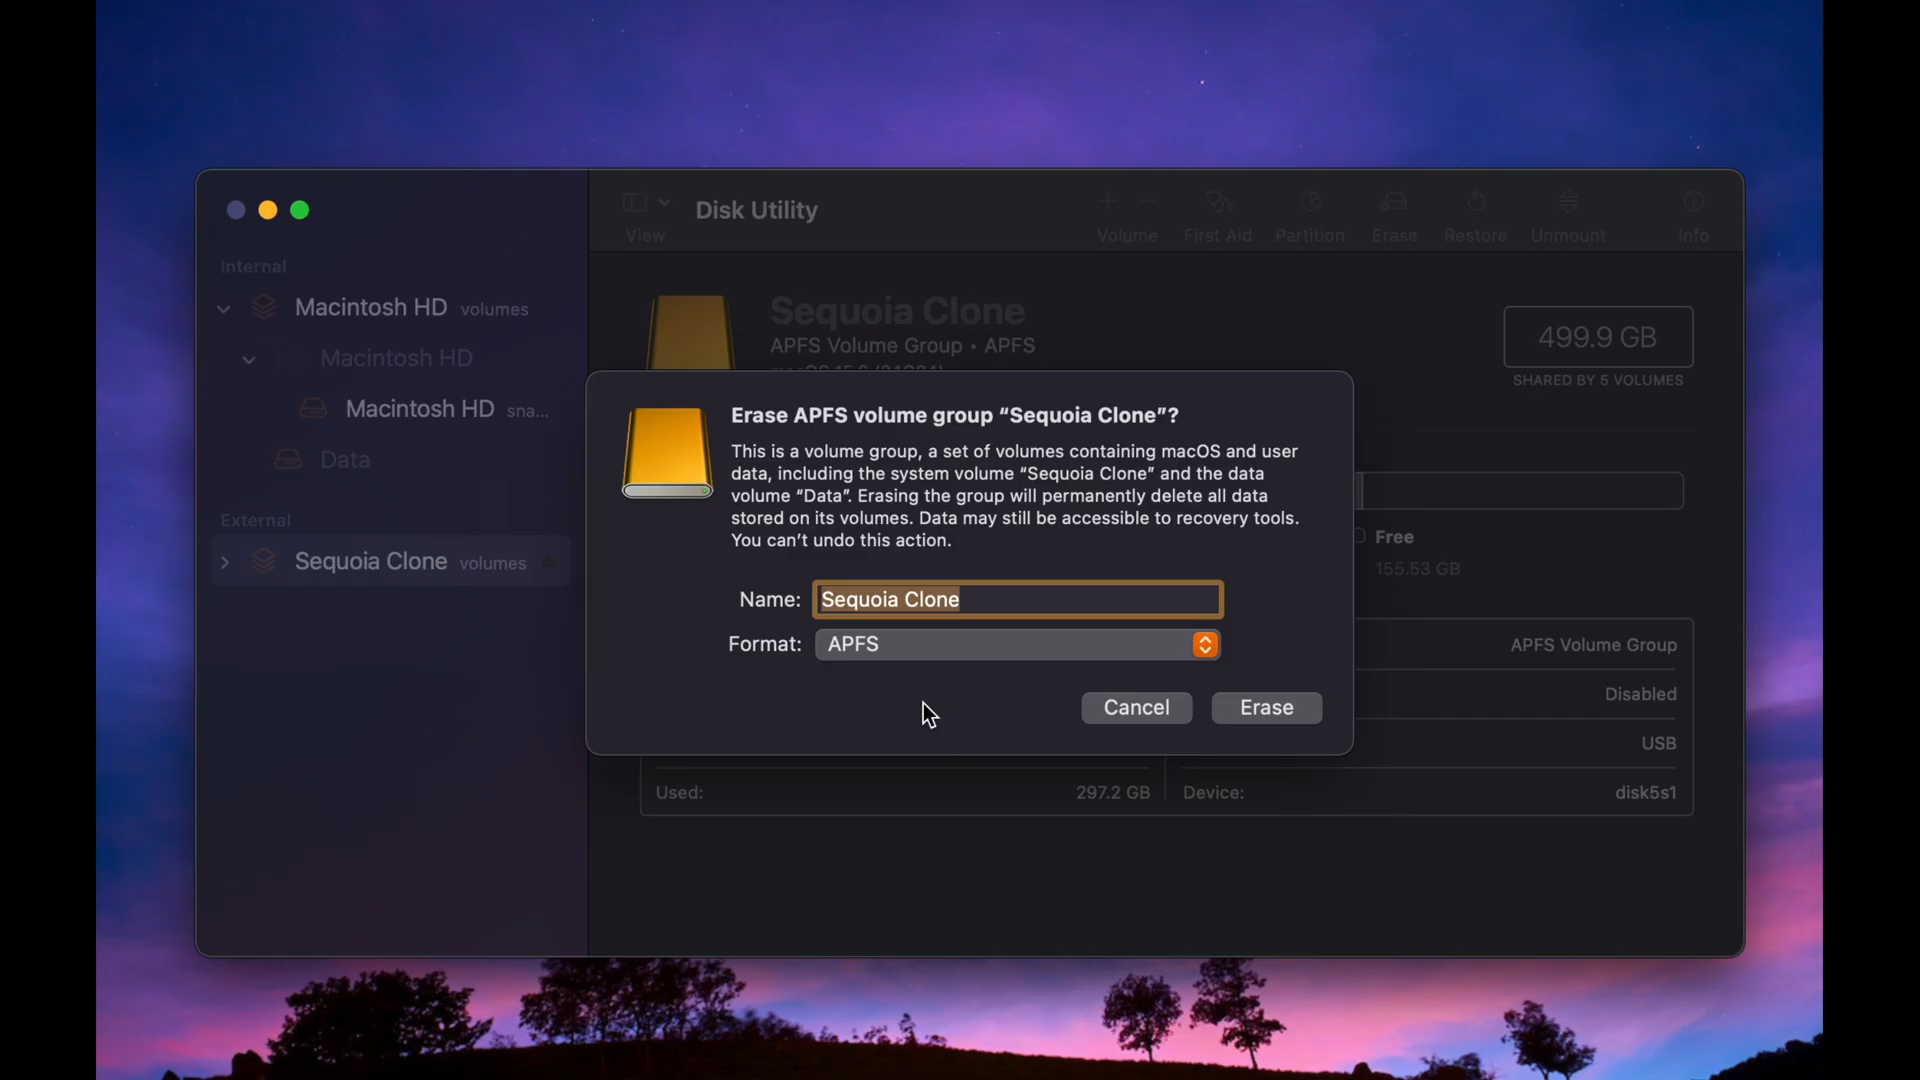 Disk Utility
View
Volume
First Aid
Partition
Erase
Restore
Unmount
Info
Internal
Macintosh HD volumes
Macintosh HD
Macintosh HD sna...
Data
External
Sequoia Clone volumes
Sequoia Clone
APFS Volume Group • APFS
499.9 GB
SHARED BY 5 VOLUMES
Erase APFS volume group “Sequoia Clone”?
This is a volume group, a set of volumes containing macOS and user
data, including the system volume “Sequoia Clone” and the data
volume “Data”. Erasing the group will permanently delete all data
stored on its volumes. Data may still be accessible to recovery tools.
You can’t undo this action.
Name: Sequoia Clone
Format: APFS
Cancel
Erase
Free
155.53 GB
APFS Volume Group
Disabled
USB
Used: 297.2 GB
Device: disk5s1